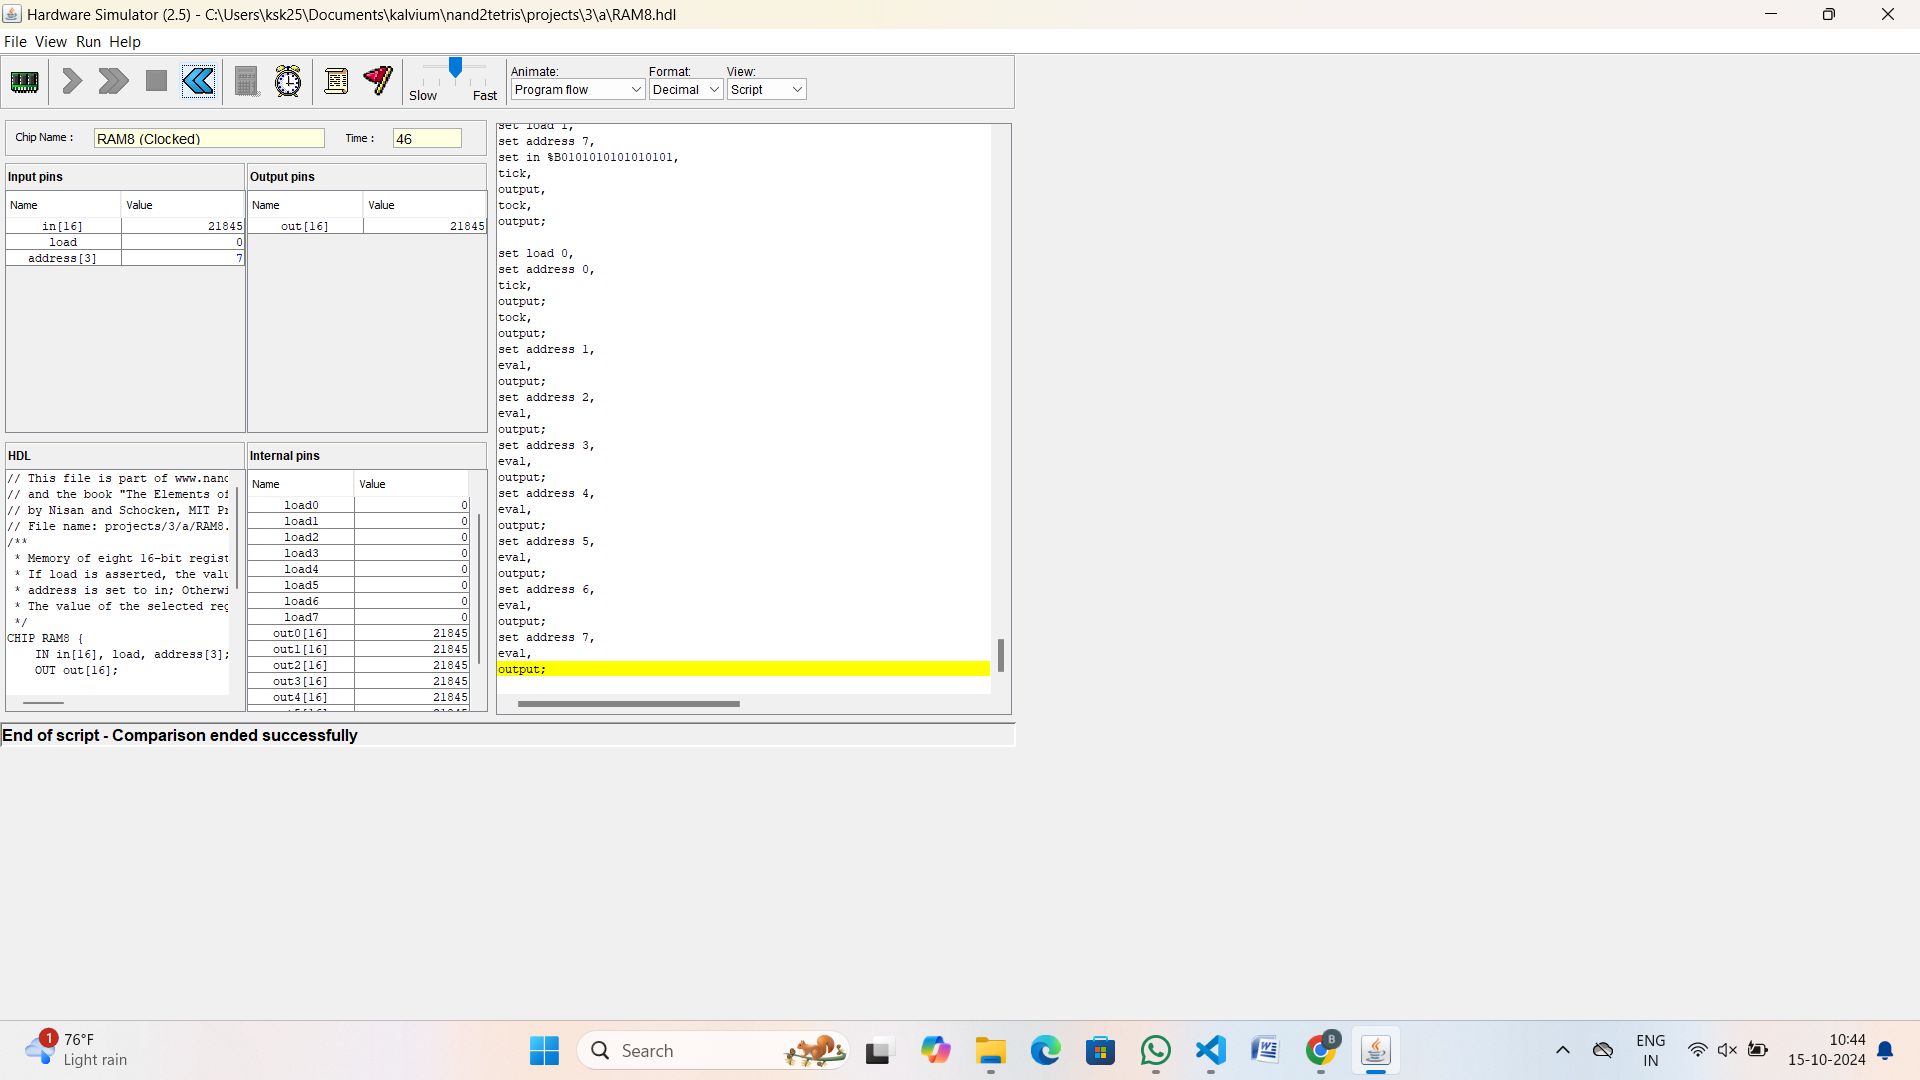 Hardware Simulator (2.5) - C:\Users\ksk25\Documents\kalvium\nand2tetris\projects\3\a\RAM8.hdl
File View Run Help
Slow Fast
Animate: Format: View:
Program flow Decimal Script
Chip Name : RAM8 (Clocked) Time : 46
Input pins
Name Value
in[16] 21845
load 0
address[3] 7
Output pins
Name Value
out[16] 21845
HDL
// This file is part of www.nand
// and the book "The Elements of
// by Nisan and Schocken, MIT Pr
// File name: projects/3/a/RAM8.
/**
* Memory of eight 16-bit regist
* If load is asserted, the valu
* address is set to in; Otherwi
* The value of the selected reg
*/
CHIP RAM8 {
IN in[16], load, address[3];
OUT out[16];
Internal pins
Name Value
load0 0
load1 0
load2 0
load3 0
load4 0
load5 0
load6 0
load7 0
out0[16] 21845
out1[16] 21845
out2[16] 21845
out3[16] 21845
out4[16] 21845
set load 1,
set address 7,
set in %B0101010101010101,
tick,
output,
tock,
output;
set load 0,
set address 0,
tick,
output;
tock,
output;
set address 1,
eval,
output;
set address 2,
eval,
output;
set address 3,
eval,
output;
set address 4,
eval,
output;
set address 5,
eval,
output;
set address 6,
eval,
output;
set address 7,
eval,
output;
End of script - Comparison ended successfully
1
76°F
Light rain
Search
B
ENG
IN
10:44
15-10-2024